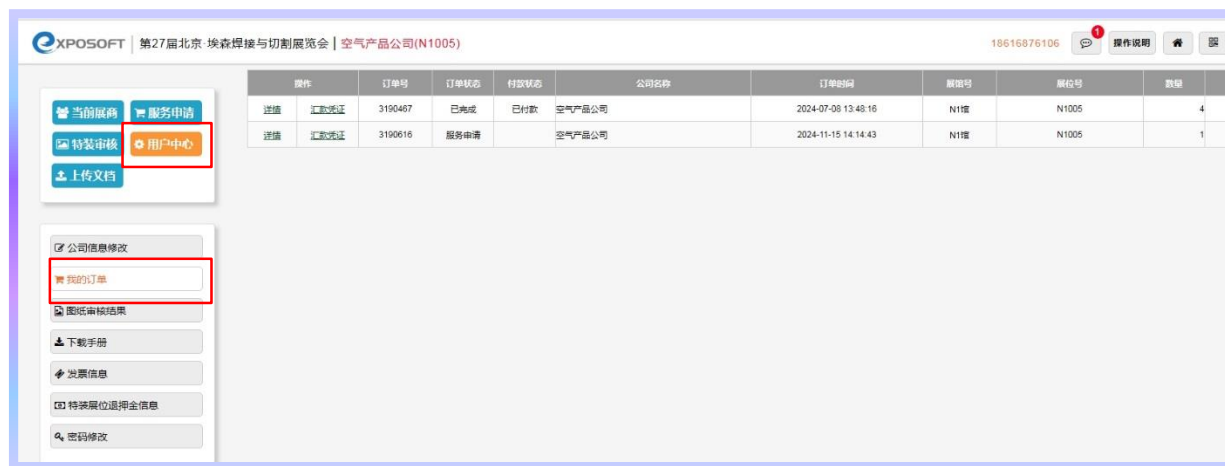 EXPOSOFT 第27届北京·埃森焊接与切割展览会 空气产品公司(N1005) 18616876106 1 操作说明
当前展商 服务申请
特装审核 用户中心
上传文档
公司信息修改
我的订单
图纸审核结果
下载手册
发票信息
特装展位退押金信息
密码修改
操作 订单号 订单状态 付款状态 公司名称 订单时间 展馆号 展位号 数量
详情 汇款凭证 3190467 已完成 已付款 空气产品公司 2024-07-08 13:48:16 N1馆 N1005 4
详情 汇款凭证 3190616 服务申请 空气产品公司 2024-11-15 14:14:43 N1馆 N1005 1